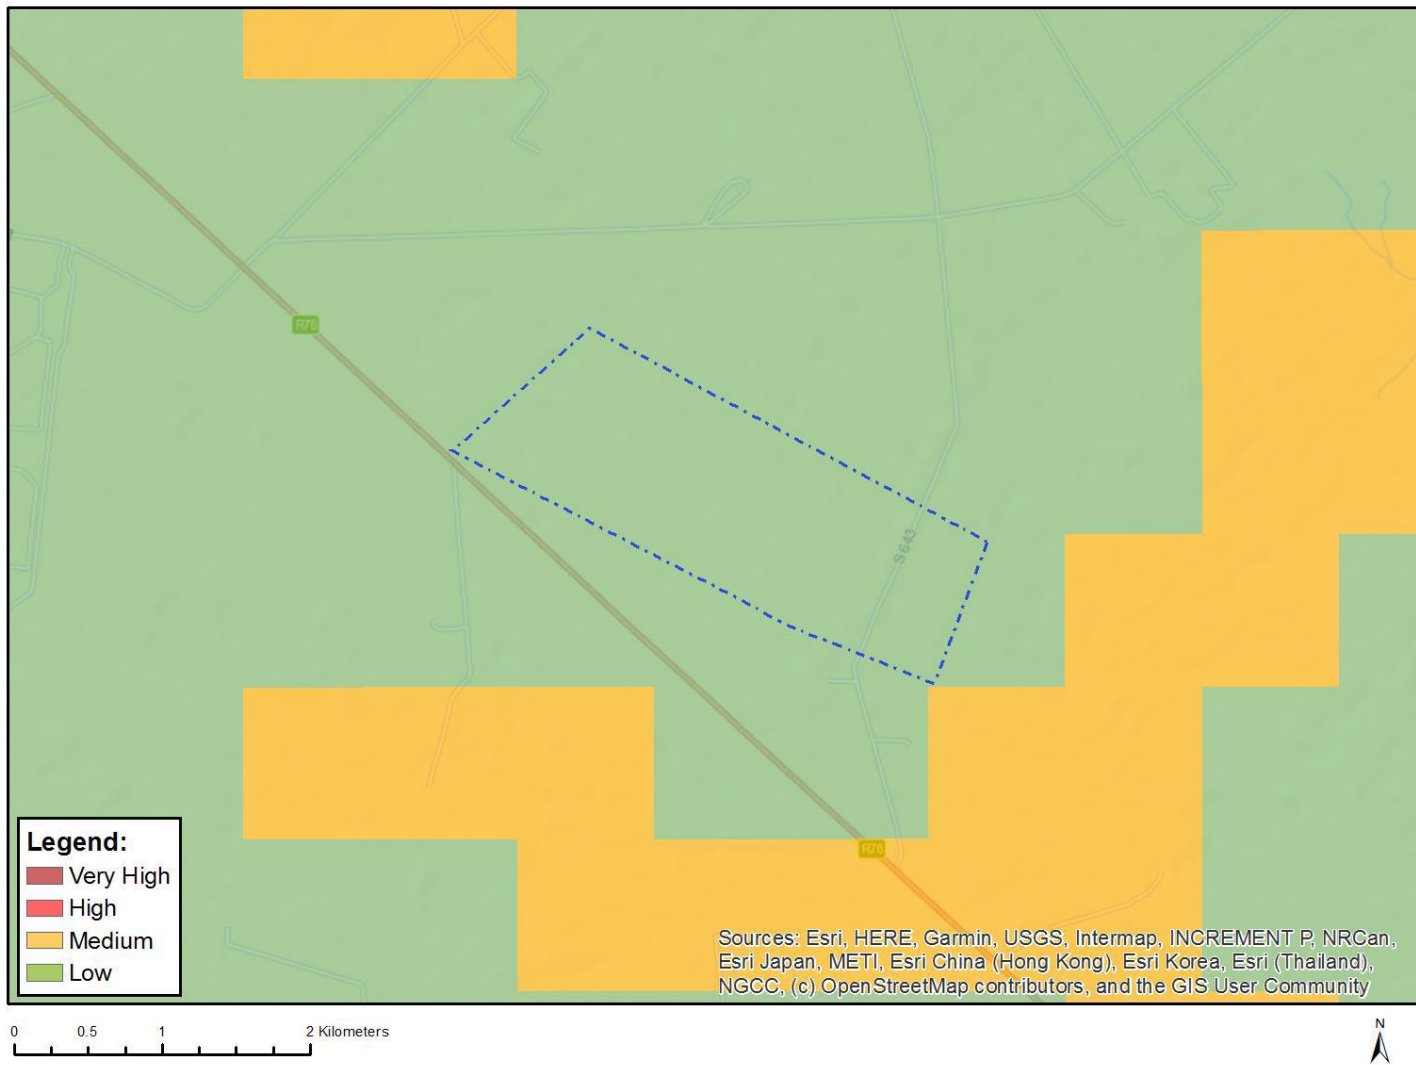 R76
S 643
R76
Legend:
Very High
High
Medium
Low
Sources: Esri, HERE, Garmin, USGS, Intermap, INCREMENT P, NRCan,
Esri Japan, METI, Esri China (Hong Kong), Esri Korea, Esri (Thailand),
NGCC, (c) OpenStreetMap contributors, and the GIS User Community
0 0.5 1 2 Kilometers
N